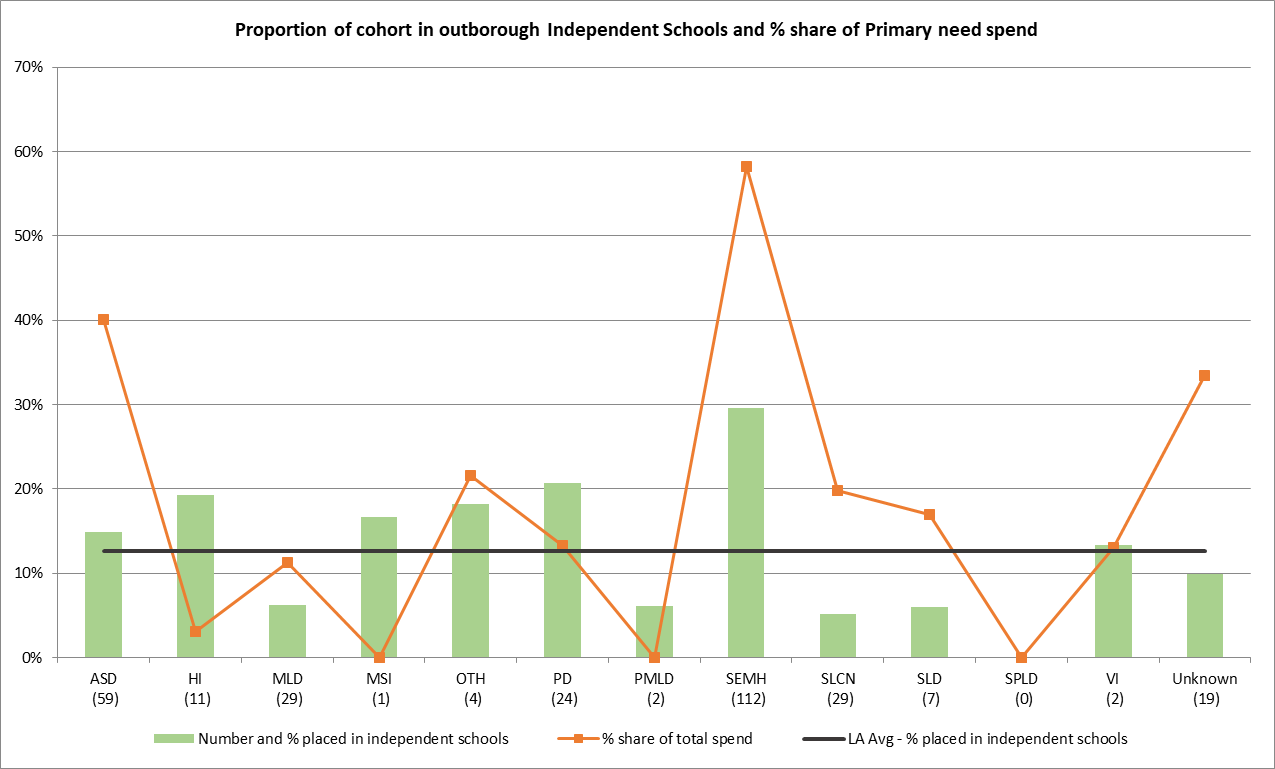 Proportion of cohort in outborough Independent Schools and % share of Primary need spend
70%
60%
50%
40%
30%
20%
10%
0%
ASD HI MLD MSI OTH PD PMLD SEMH SLCN SLD SPLD VI Unknown
(59) (11) (29) (1) (4) (24) (2) (112) (29) (7) (0) (2) (19)
Number and % placed in independent schools % share of total spend LA Avg - % placed in independent schools